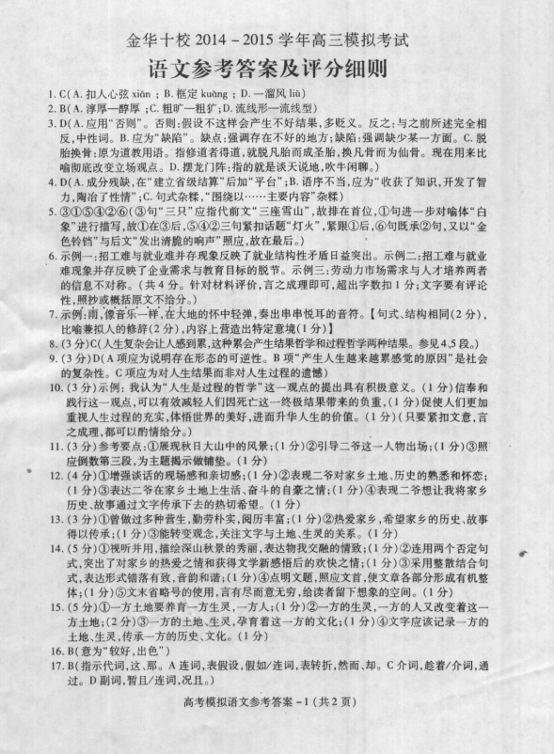 金华十校 2014－2015 学年高三模拟考试
语文参考答案及评分细则
1. C(A. 扣人心弦 xián；B. 框定 kuàng；D. 一溜风 liù)
2. B(A. 淳厚—醇厚；C. 粗旷—粗犷；D. 流线形—流线型)
3. D(A. 应用“否则”。否则:假设不这样会产生不好结果,多贬义。反之:与之前所述完全相
反,中性词。B. 应为“缺陷”。缺点:强调存在不好的地方;缺陷:强调缺少某一方面。C. 脱
胎换骨:原为道教用语。指修道者得道,就脱凡胎而成圣胎,换凡骨而为仙骨。现在用来比
喻彻底改变立场观点。D. 摆龙门阵:指的就是谈天说地,吹牛闲聊。)
4. D(A. 成分残缺,在“建立省级结算”后加“平台”;B. 语序不当,应为“收获了知识,开发了智
力,陶冶了性情”;C. 句式杂糅,“围绕以……主要内容”杂糅)
5. ③①⑤④②⑥(③句“三只”应指代前文“三座雪山”,故排在首位,①句进一步对喻体“白
象”进行描写,故①在③后,⑤④②三句紧扣话题“灯火”,紧跟①后,⑥句既承②句,又以“金
色铃铛”与后文“发出清脆的响声”照应,故在最后。)
6. 示例一:招工难与就业难并存现象反映了就业结构性矛盾日益突出。示例二:招工难与就业
难现象并存反映了企业需求与教育目标的脱节。示例三:劳动力市场需求与人才培养两者
的信息不对称。(共 4 分。针对材料评价,言之成理即可,超出字数扣 1 分;文字要有评论
性,照抄或概括原文不给分。)
7. 示例:雨,像音乐一样,在大地的怀中轻弹,奏出串串悦耳的音符。【句式、结构相同(2 分),
比喻兼拟人的修辞(2 分),内容上营造出特定意境(1 分)】
8. (3 分)C(人生复杂会让人感到累,这种累会产生结果哲学和过程哲学两种结果。参见 4,5 段。)
9. (3 分)D(A 项应为说明存在形态的可逆性。B 项“产生人越来越累感觉的原因”是社会
的复杂性。C 项应为对人生结果而非对人生过程的遗憾)
10. (3 分)示例: 我认为“人生是过程的哲学”这一观点的提出具有积极意义。(1 分)信奉和
践行这一观点,可以有效减轻人们因死亡这一终极结果带来的负重,(1 分)促使人们更加
重视人生过程的充实,体悟世界的美好,进而升华人生的价值。(1 分)(只要紧扣文意,言
之成理,都可以酌情给分。)
11. (3 分)参考要点:①展现秋日大山中的风景;(1 分)②引导二爷这一人物出场;(1 分)③照
应倒数第三段,为主题揭示做铺垫。(1 分)
12. (4 分)①增强谈话的现场感和亲切感;(1 分)②表现二爷对家乡土地、历史的熟悉和怀恋;
(1 分)③表达二爷在家乡土地上生活、奋斗的自豪之情;(1 分)④表现二爷想让我将家乡
历史、故事通过文字传承下去的热切希望。(1 分)
13. (3 分)①曾做过多种营生,勤劳朴实,阅历丰富;(1 分)②热爱家乡,希望家乡的历史、故事
得以传承;(1 分)③能转变观念,关注文字与土地、生灵的关系。(1 分)
14. (5 分)①视听并用,描绘深山秋景的秀丽,表达物我交融的情致;(1 分)②连用两个否定句
式,突出了对家乡的热爱之情和获得文学新感悟后的欢快之情;(1 分)③采用整散结合句
式,表达形式错落有致,音韵和谐;(1 分)④点明文题,照应文首,使文章各部分形成有机整
体;(1 分)⑤文末省略号的使用,言有尽而意无穷,给读者留下想象的空间。(1 分)
15. (5 分)①一方土地要养育一方生灵,一方人;(1 分)②一方的生灵,一方的人又改变着这一
方土地;(2 分)③一方的土地、生灵,孕育着这一方的文化;(1 分)④文字应该记录一方的
土地、生灵,传承一方的历史、文化。(1 分)
16. B(意为“较好,出色”)
17. B(指示代词,这、那。A 连词,表假设,假如/连词,表转折,然而、却。C 介词,趁着/介词,通
过。D 副词,暂且/连词,况且。)
高考模拟语文参考答案－1 (共 2 页)